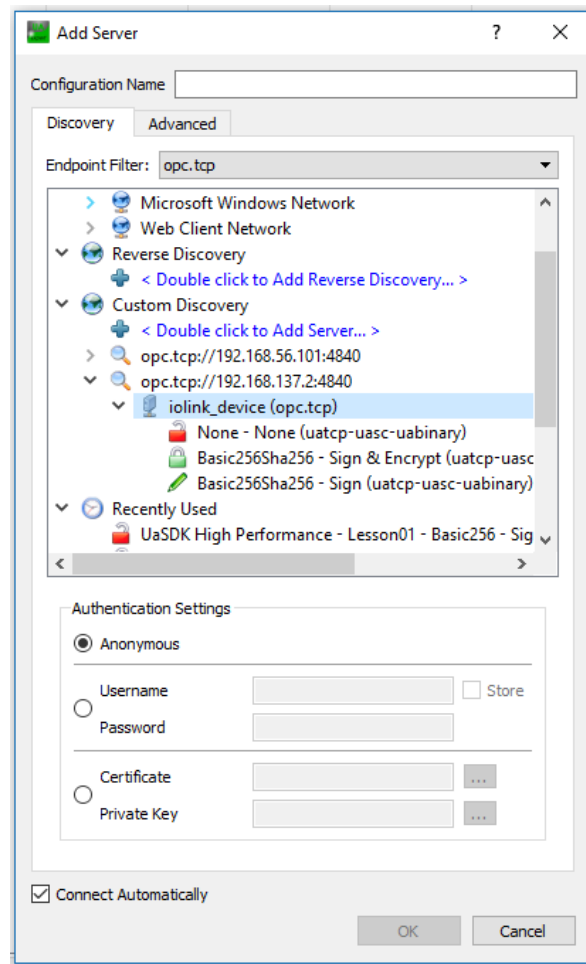 Add Server
?
Configuration Name
Discovery Advanced
Endpoint Filter: opc.tcp
Microsoft Windows Network
Web Client Network
Reverse Discovery
< Double click to Add Reverse Discovery... >
Custom Discovery
< Double click to Add Server... >
opc.tcp://192.168.56.101:4840
opc.tcp://192.168.137.2:4840
iolink_device (opc.tcp)
None - None (uatcp-uasc-uabinary)
Basic256Sha256 - Sign & Encrypt (uatcp-uasc
Basic256Sha256 - Sign (uatcp-uasc-uabinary)
Recently Used
UaSDK High Performance - Lesson01 - Basic256 - Sig
Authentication Settings
Anonymous
Username Store
Password
Certificate ...
Private Key ...
Connect Automatically
OK Cancel